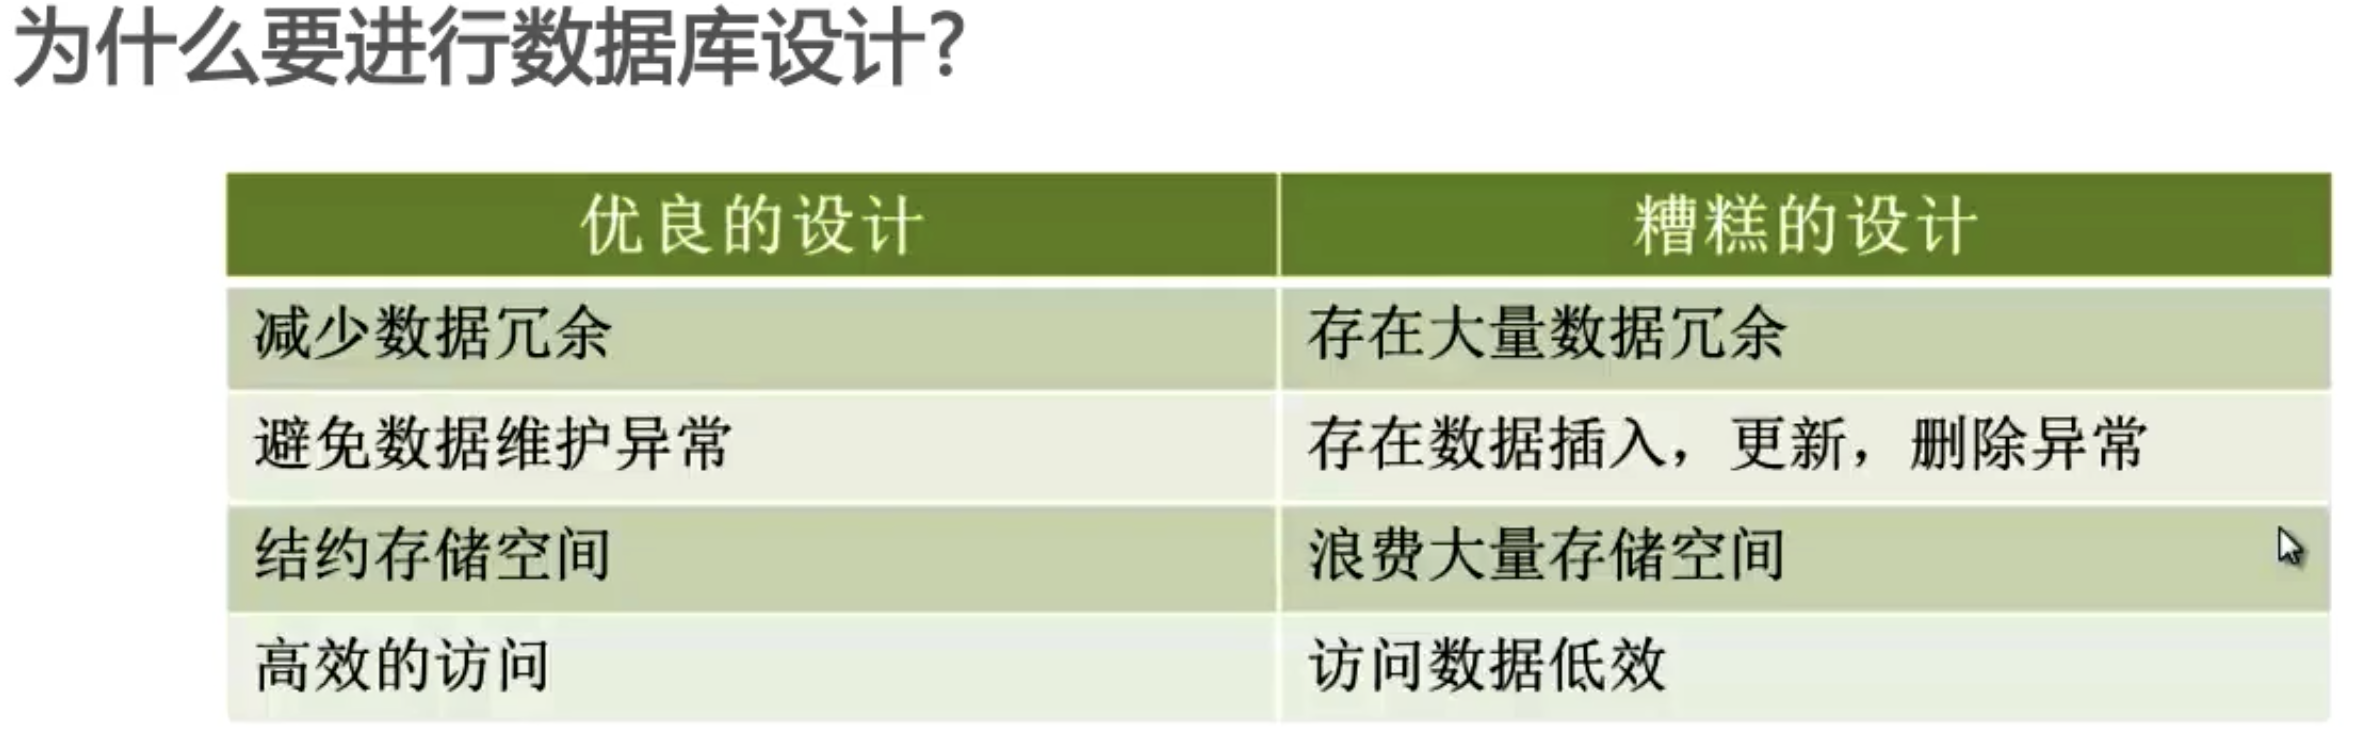 为什么要进行数据库设计?
优良的设计 糟糕的设计
减少数据冗余 存在大量数据冗余
避免数据维护异常 存在数据插入，更新，删除异常
结约存储空间 浪费大量存储空间
高效的访问 访问数据低效